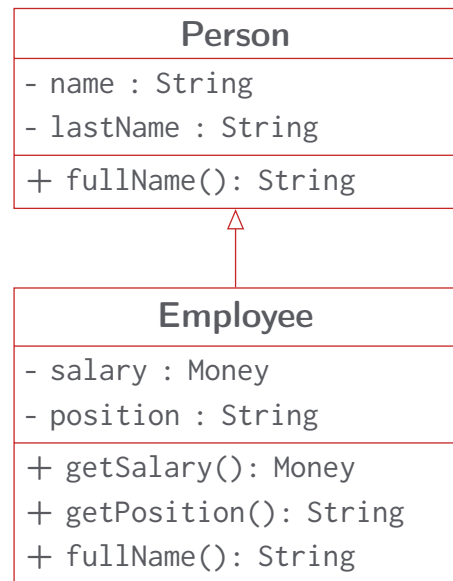 Person
- name : String
- lastName : String
+ fullName(): String
Employee
- salary : Money
- position : String
+ getSalary(): Money
+ getPosition(): String
+ fullName(): String